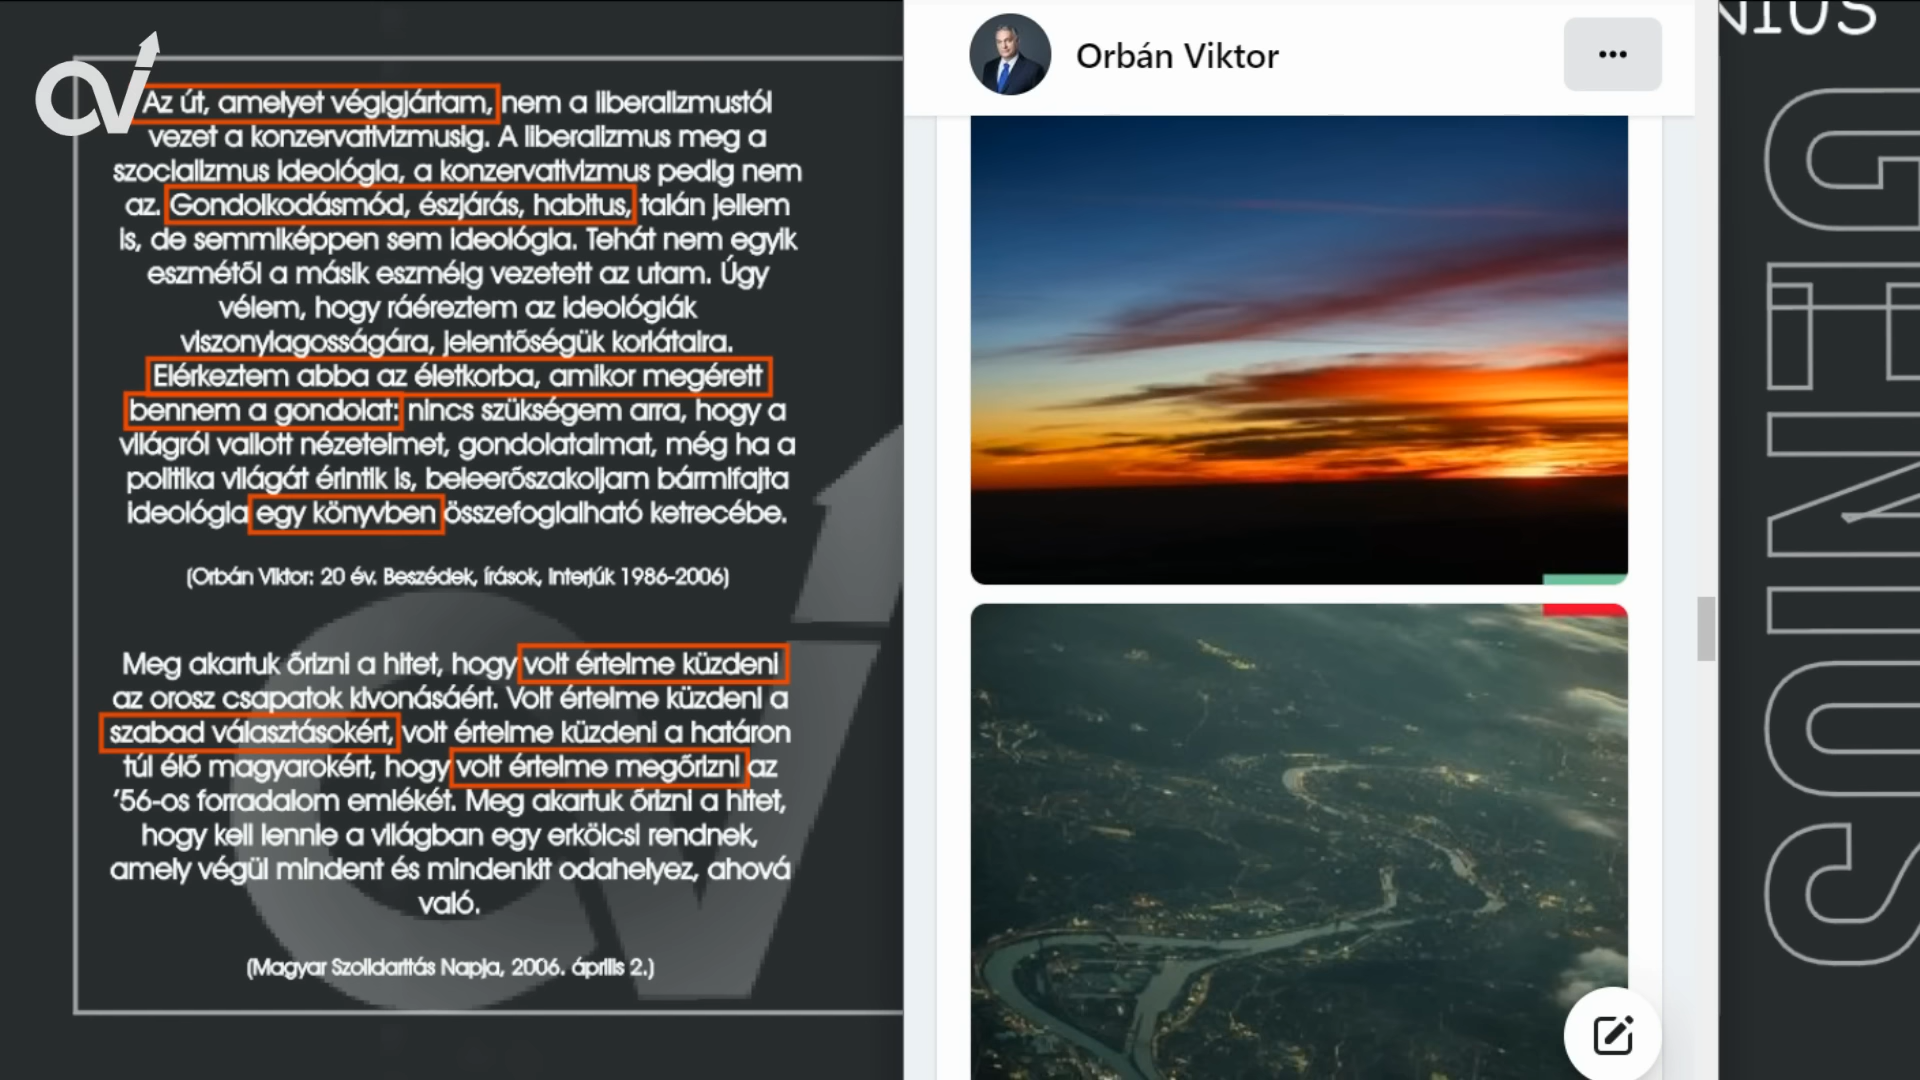 OV
Az út, amelyet végigjártam, nem a liberalizmustól
vezet a konzervativizmusig. A liberalizmus meg a
szocializmus ideológia, a konzervativizmus pedig nem
az. Gondolkodásmód, észjárás, habitus, talán jellem
is, de semmiképpen sem ideológia. Tehát nem egyik
eszmétől a másik eszméig vezetett az utam. Úgy
vélem, hogy ráéreztem az ideológiák
viszonylagosságára, jelentőségük korlátaira.
Elérkeztem abba az életkorba, amikor megérett
bennem a gondolat: nincs szükségem arra, hogy a
világról vallott nézeteimet, gondolataimat, még ha a
politika világát érintik is, beleerőszakoljam bármifajta
ideológia egy könyvben összefoglalható ketrecébe.
(Orbán Viktor: 20 év. Beszédek, írások, interjúk 1986-2006)
Meg akartuk őrizni a hitet, hogy volt értelme küzdeni
az orosz csapatok kivonásáért. Volt értelme küzdeni a
szabad választásokért, volt értelme küzdeni a határon
túl élő magyarokért, hogy volt értelme megőrizni az
'56-os forradalom emlékét. Meg akartuk őrizni a hitet,
hogy kell lennie a világban egy erkölcsi rendnek,
amely végül mindent és mindenkit odahelyez, ahová
való.
(Magyar Szolidaritás Napja, 2006. április 2.)
Orbán Viktor
NIUS
GENIUS